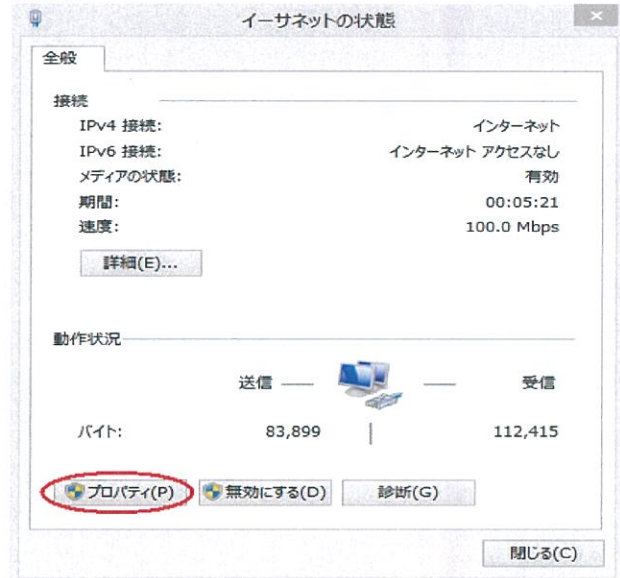 イーサネットの状態
全般
接続
IPv4 接続: インターネット
IPv6 接続: インターネット アクセスなし
メディアの状態: 有効
期間: 00:05:21
速度: 100.0 Mbps
詳細(E)...
動作状況
送信 受信
バイト: 83,899 112,415
プロパティ(P) 無効にする(D) 診断(G)
閉じる(C)